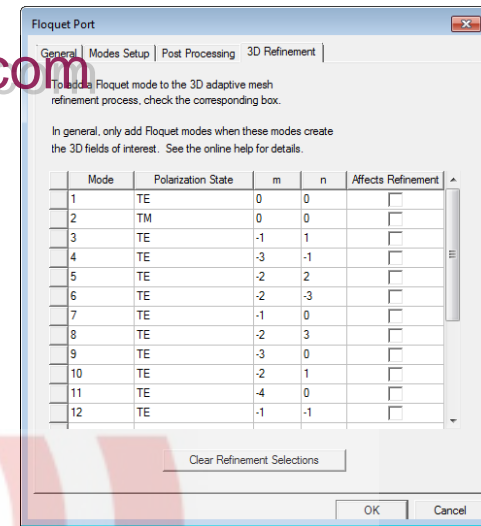 Floquet Port
General Modes Setup Post Processing 3D Refinement
com
To add a Floquet mode to the 3D adaptive mesh
refinement process, check the corresponding box.
In general, only add Floquet modes when these modes create
the 3D fields of interest. See the online help for details.
Mode Polarization State m n Affects Refinement
1 TE 0 0
2 TM 0 0
3 TE -1 1
4 TE -3 -1
5 TE -2 2
6 TE -2 -3
7 TE -1 0
8 TE -2 3
9 TE -3 0
10 TE -2 1
11 TE -4 0
12 TE -1 -1
Clear Refinement Selections
OK Cancel